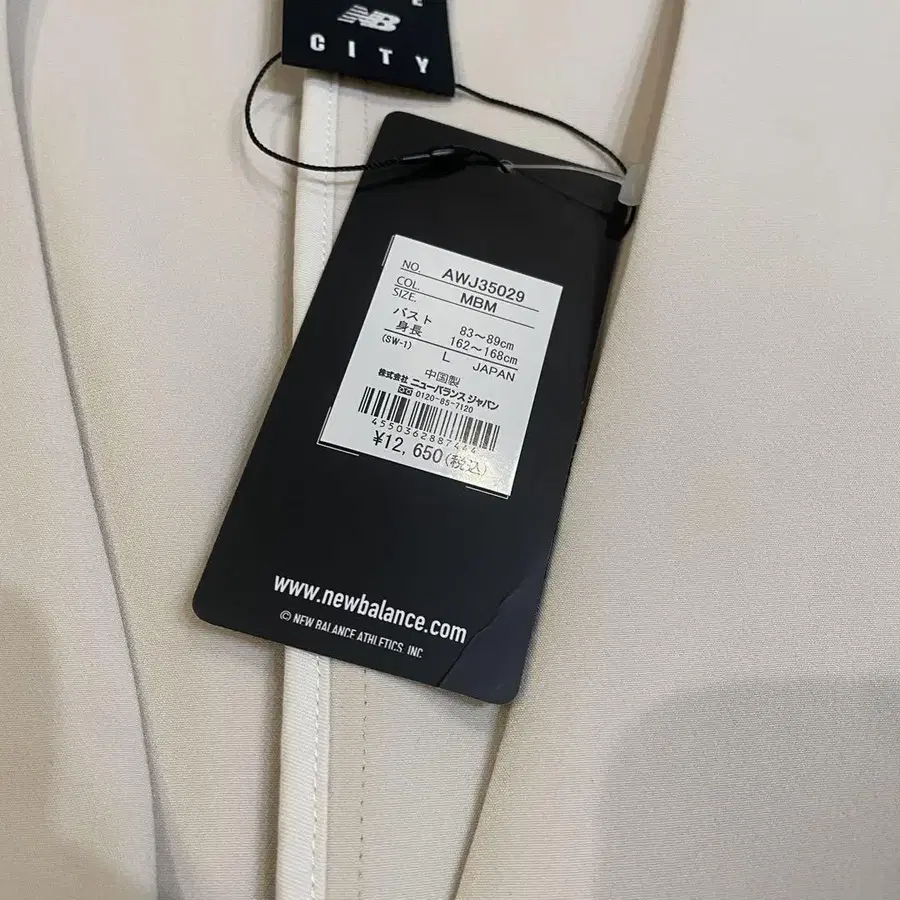 NB
CITY
NO. AWJ35029
COL. MBM
SIZE.
バスト 83～89cm
身長 162～168cm
(SW-1) L JAPAN
中国製
株式会社 ニューバランス ジャパン
0120-85-7120
4550362887444
¥12,650(税込)
www.newbalance.com
© NEW BALANCE ATHLETICS, INC